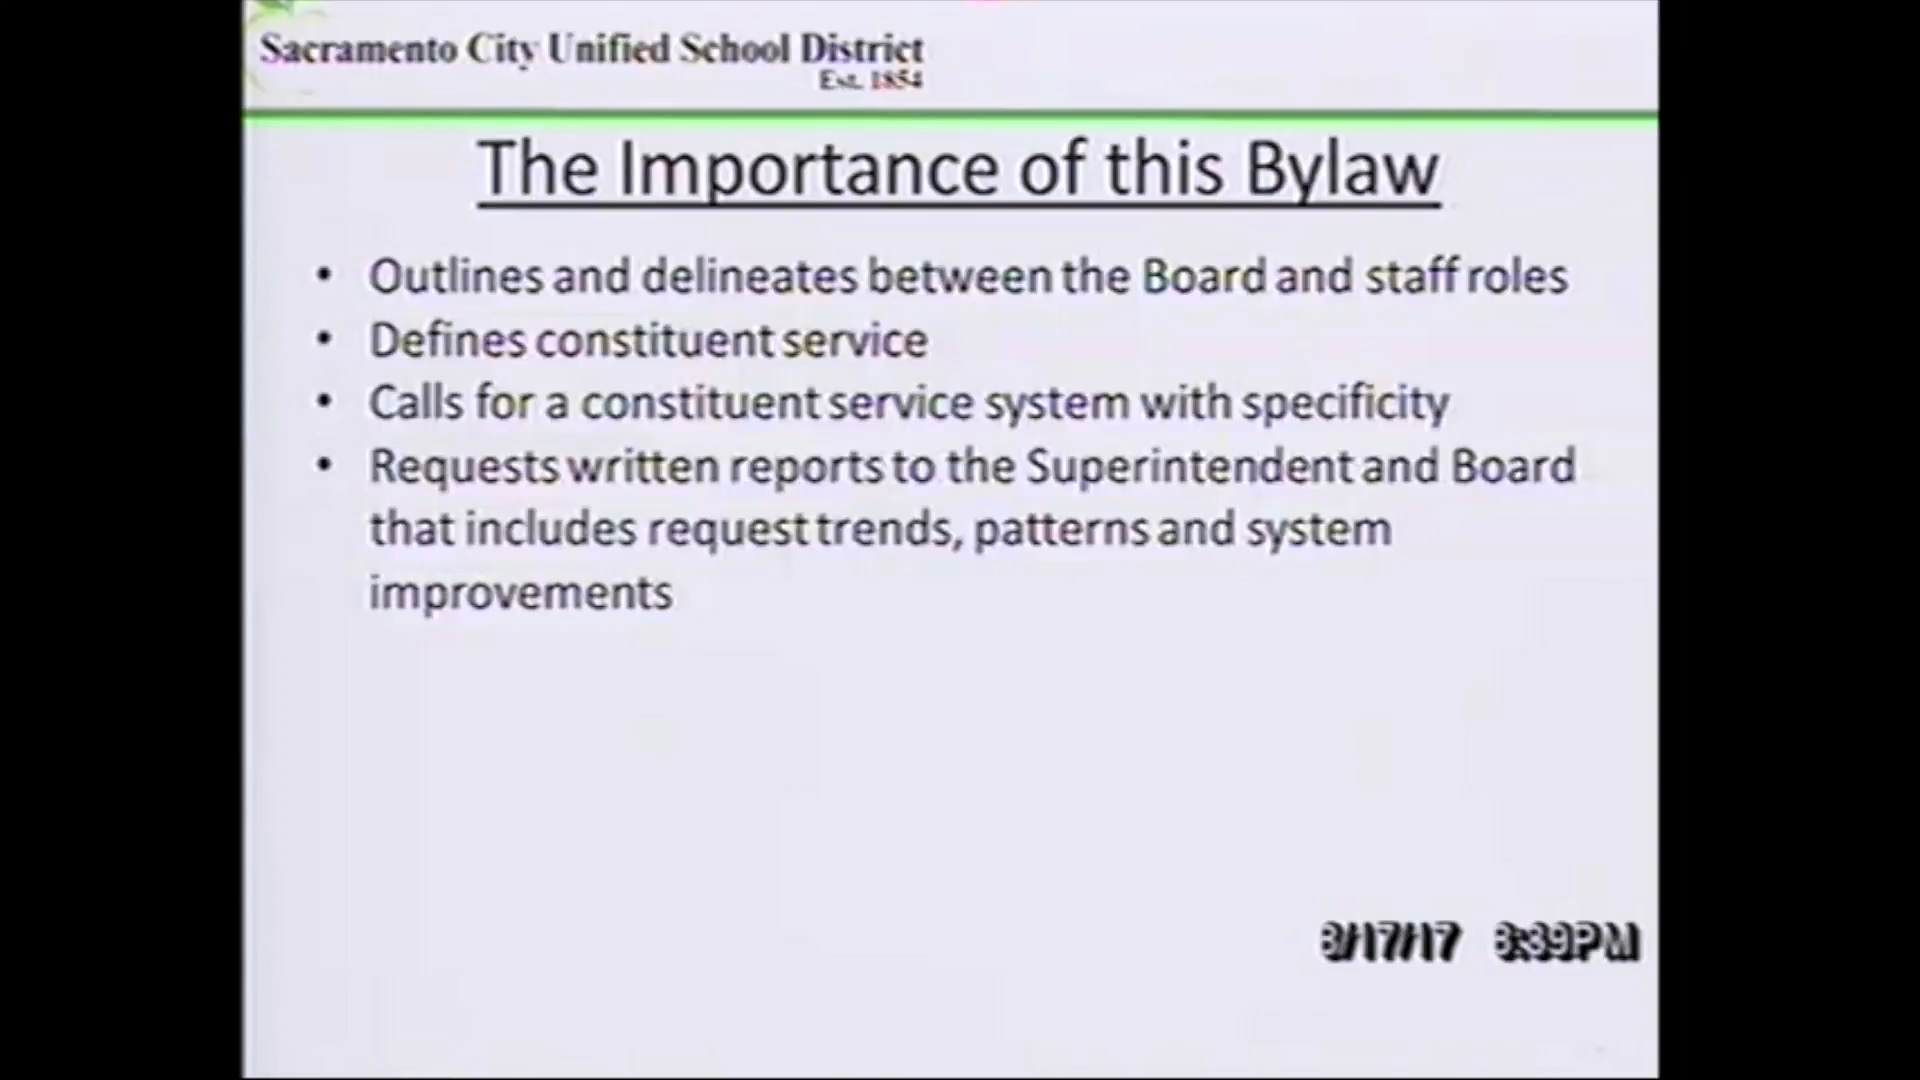 Sacramento City Unified School District
Est. 1854
The Importance of this Bylaw
• Outlines and delineates between the Board and staff roles
• Defines constituent service
• Calls for a constituent service system with specificity
• Requests written reports to the Superintendent and Board
that includes request trends, patterns and system
improvements
8/17/17 8:39PM